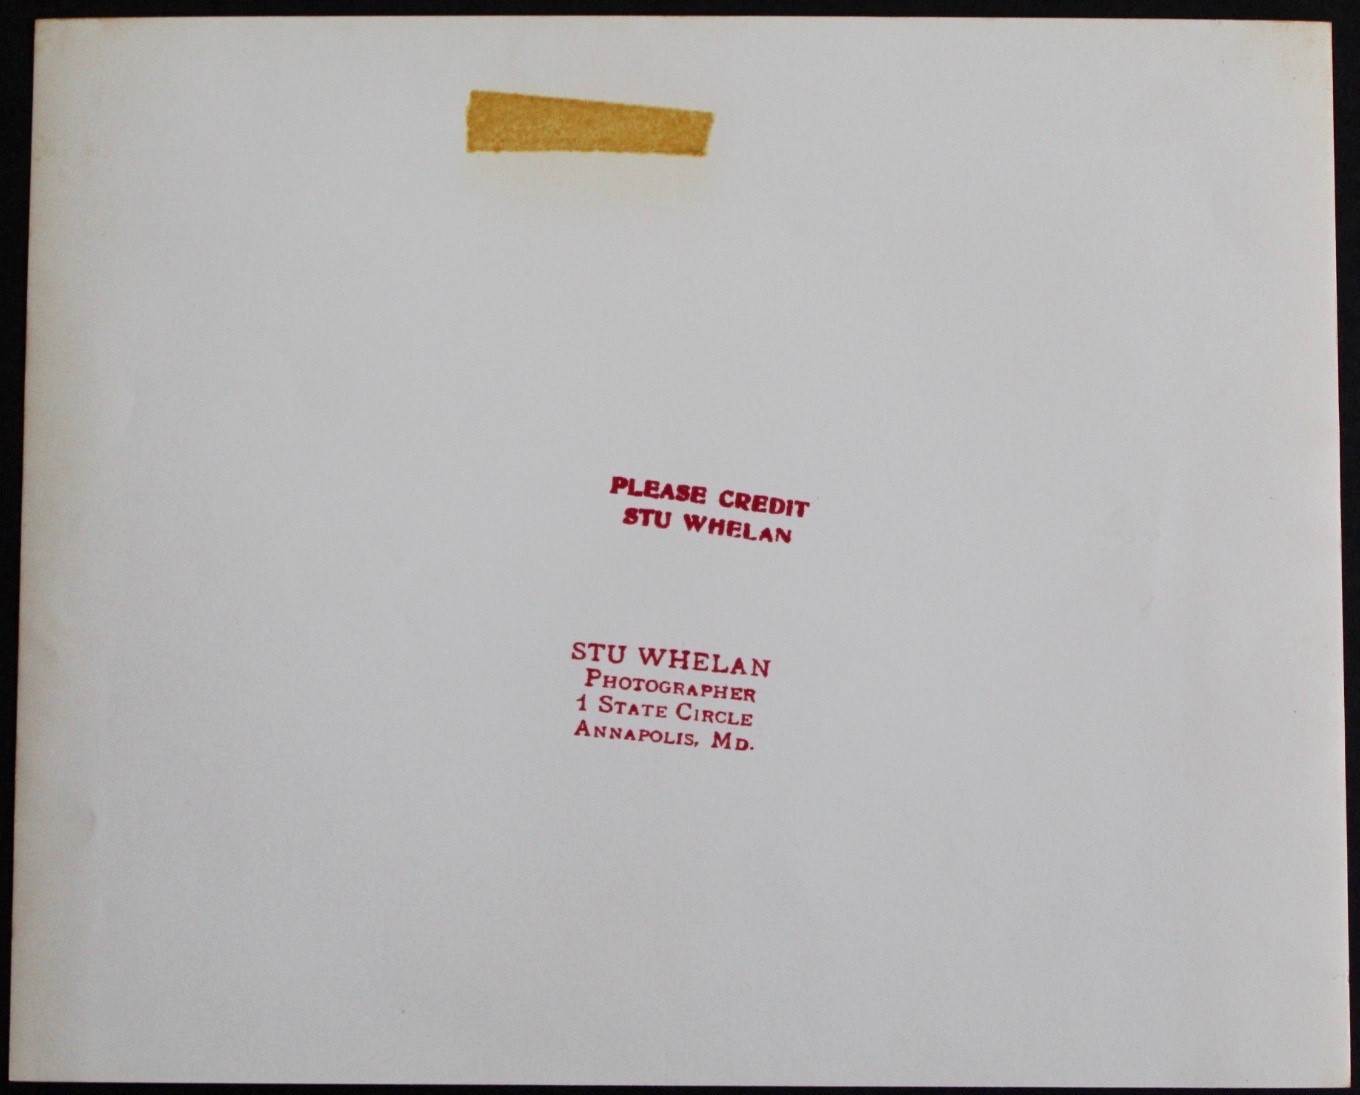 PLEASE CREDIT
STU WHELAN
STU WHELAN
PHOTOGRAPHER
1 STATE CIRCLE
ANNAPOLIS, MD.